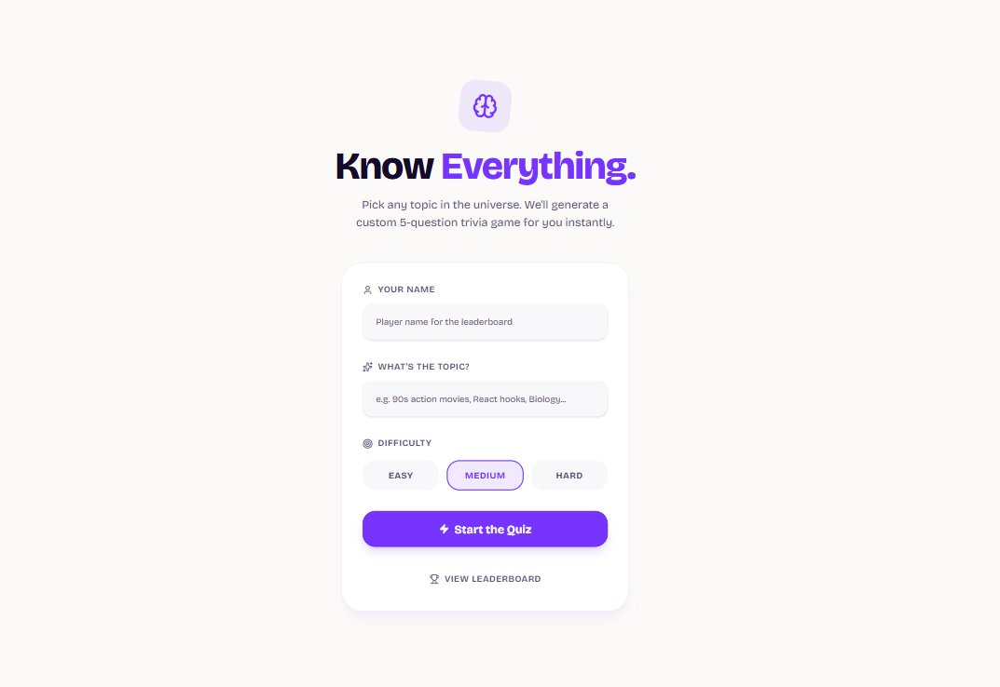 Know Everything.
Pick any topic in the universe. We'll generate a
custom 5-question trivia game for you instantly.
YOUR NAME
Player name for the leaderboard
WHAT'S THE TOPIC?
e.g. 90s action movies, React hooks, Biology...
DIFFICULTY
EASY MEDIUM HARD
Start the Quiz
VIEW LEADERBOARD